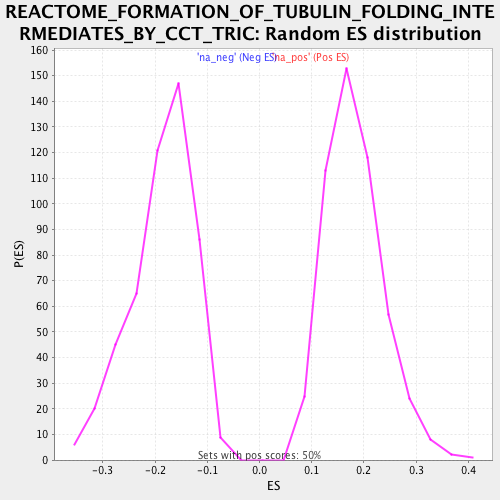 REACTOME_FORMATION_OF_TUBULIN_FOLDING_INTE
RMEDIATES_BY_CCT_TRIC: Random ES distribution
'na_neg' (Neg ES)
'na_pos' (Pos ES)
160
150
140
130
120
110
100
90
80
70
60
50
40
30
20
10
0
P(ES)
Sets with pos scores: 50%
-0.3 -0.2 -0.1 0.0 0.1 0.2 0.3 0.4
ES